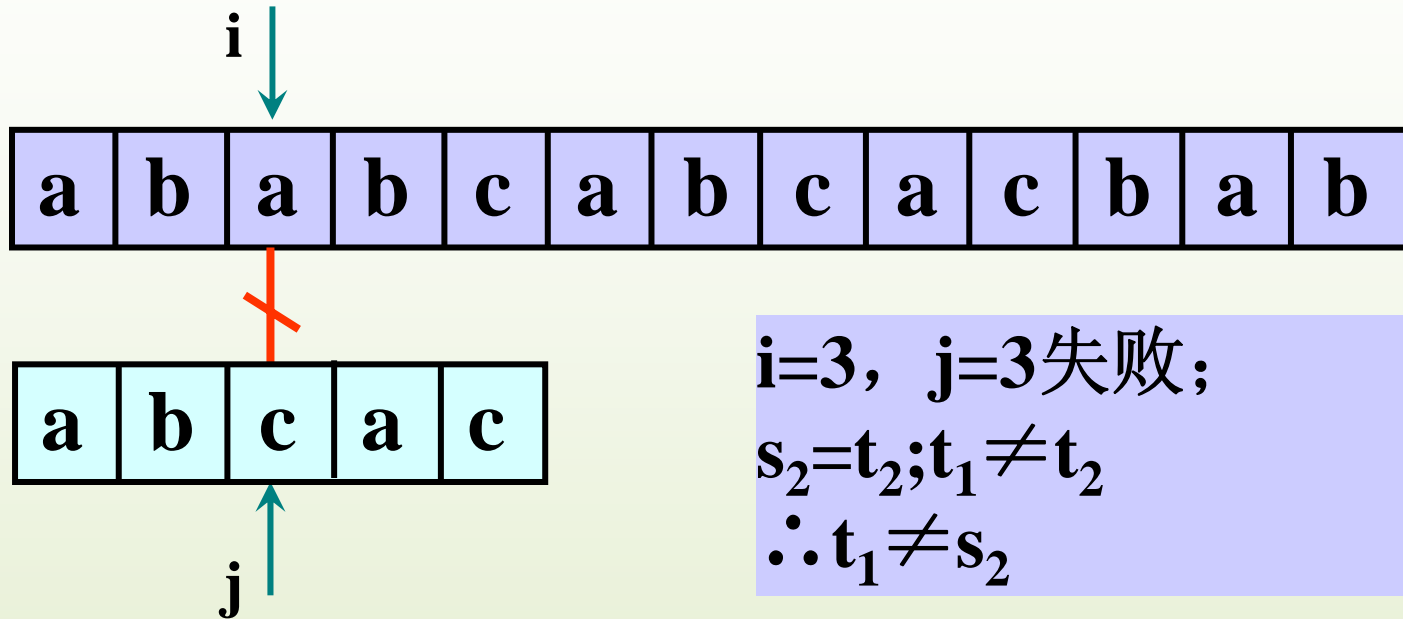 i
a b a b c a b c a c b a b
a b c a c
j
i=3，j=3失败；
s₂=t₂;t₁≠t₂
∴t₁≠s₂